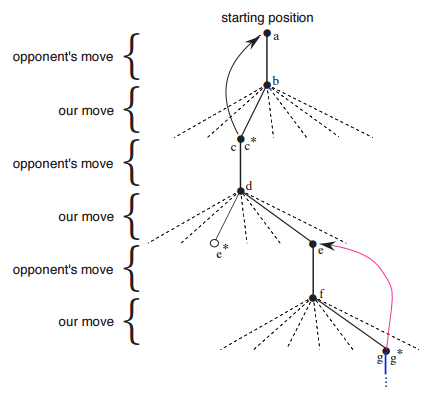 starting position
opponent's move
a
our move
b
opponent's move
c c*
our move
d
e*
opponent's move
e
our move
f
g g*